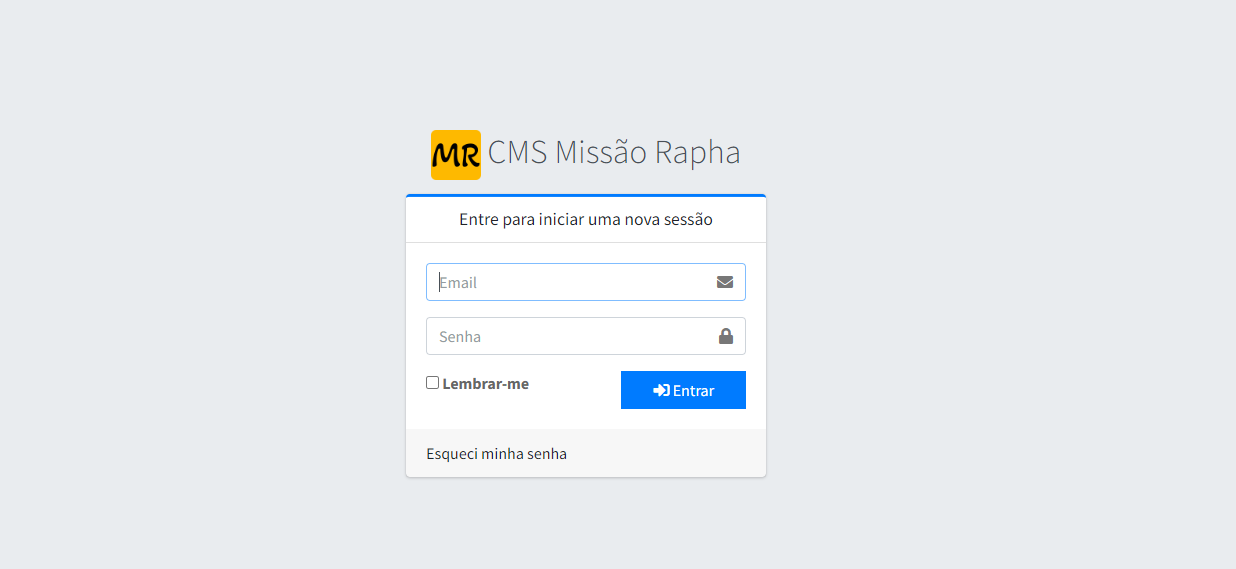 MR CMS Missão Rapha
Entre para iniciar uma nova sessão
Email
Senha
Lembrar-me
Entrar
Esqueci minha senha